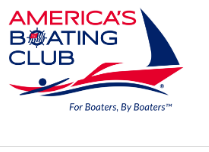 AMERICA'S
BOATING
CLUB
®
For Boaters, By Boaters™